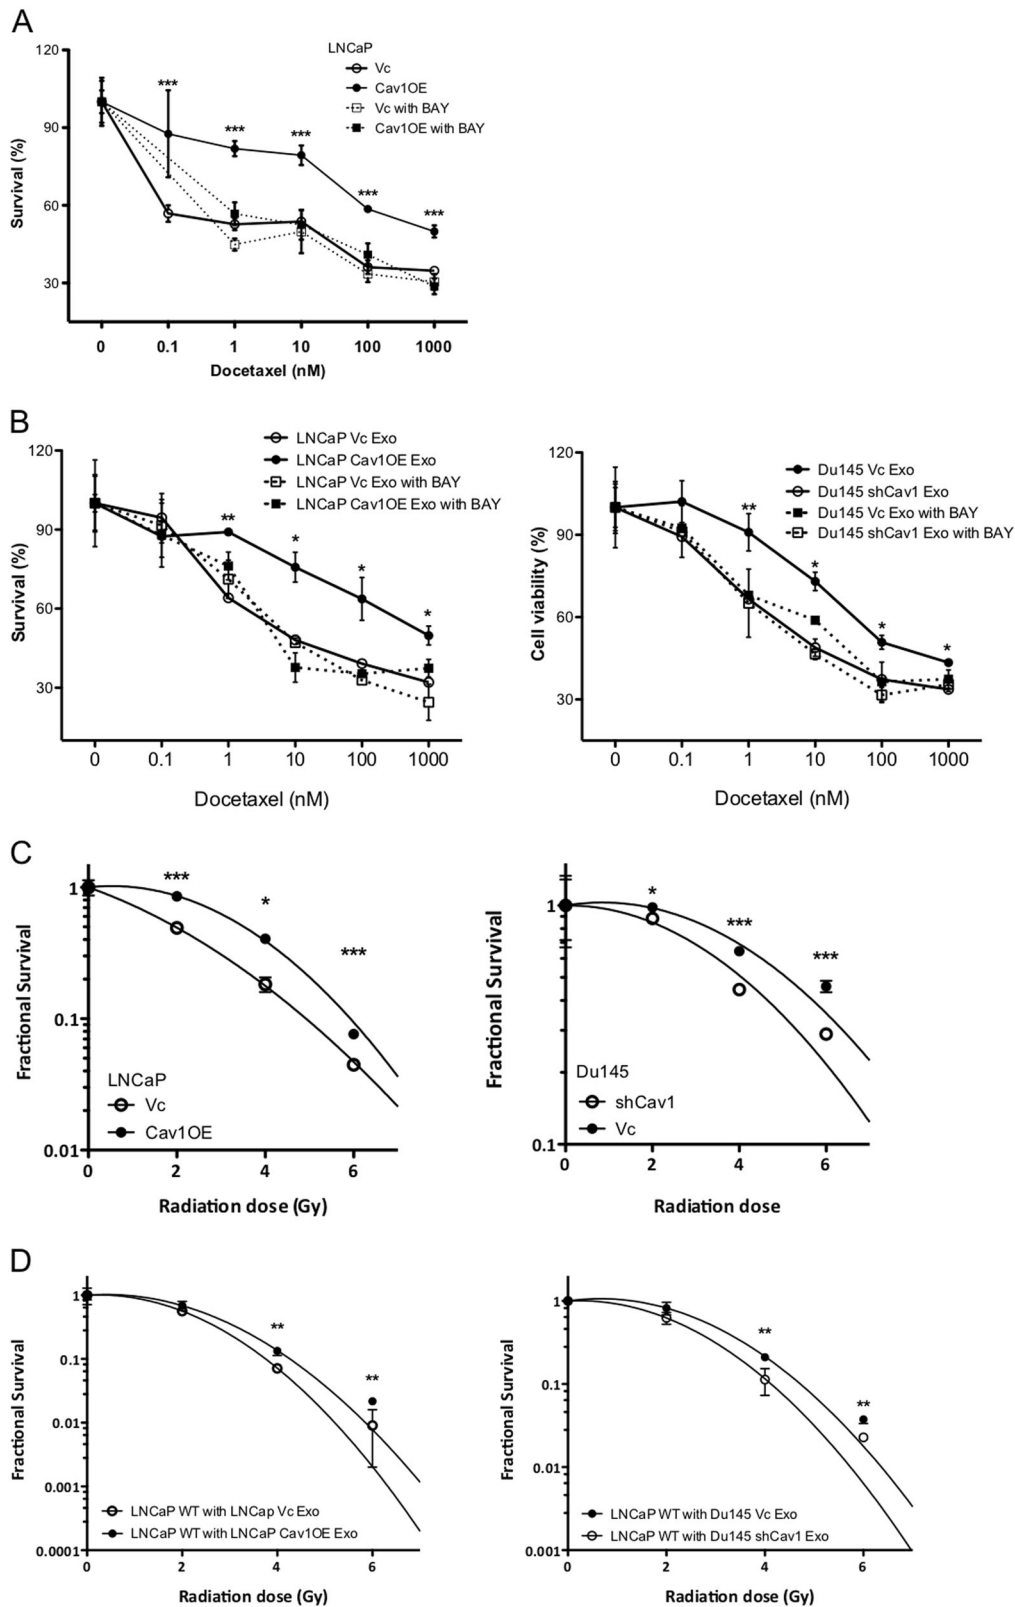 A
LNCaP
Vc
Cav1OE
Vc with BAY
Cav1OE with BAY
120
90
60
30
Survival (%)
*** *** *** *** ***
0 0.1 1 10 100 1000
Docetaxel (nM)
B
LNCaP Vc Exo
LNCaP Cav1OE Exo
LNCaP Vc Exo with BAY
LNCaP Cav1OE Exo with BAY
120
90
60
30
Survival (%)
** * * *
0 0.1 1 10 100 1000
Docetaxel (nM)
Du145 Vc Exo
Du145 shCav1 Exo
Du145 Vc Exo with BAY
Du145 shCav1 Exo with BAY
120
90
60
30
Cell viability (%)
** * * *
0 0.1 1 10 100 1000
Docetaxel (nM)
C
1
0.1
0.01
Fractional Survival
*** * ***
LNCaP
Vc
Cav1OE
0 2 4 6
Radiation dose (Gy)
1
0.1
Fractional Survival
* *** ***
Du145
shCav1
Vc
0 2 4 6
Radiation dose
D
1
0.1
0.01
0.001
0.0001
Fractional Survival
** **
LNCaP WT with LNCap Vc Exo
LNCaP WT with LNCaP Cav1OE Exo
0 2 4 6
Radiation dose (Gy)
1
0.1
0.01
0.001
Fractional Survival
** **
LNCaP WT with Du145 Vc Exo
LNCaP WT with Du145 shCav1 Exo
0 2 4 6
Radiation dose (Gy)